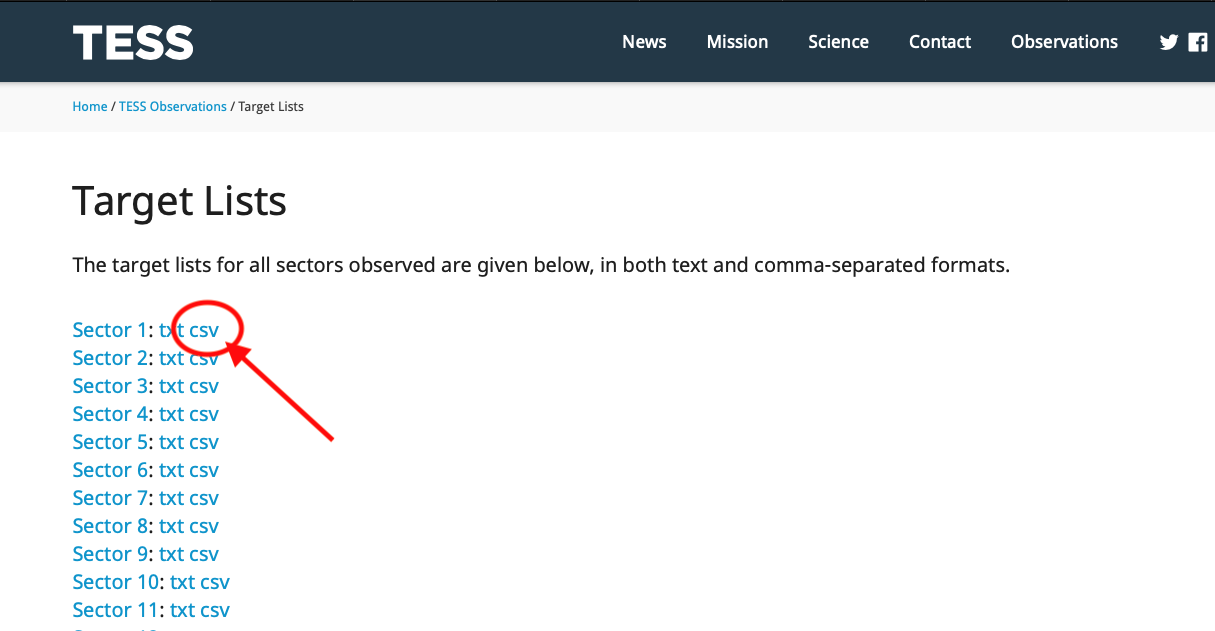 TESS
News Mission Science Contact Observations
Home / TESS Observations / Target Lists
Target Lists
The target lists for all sectors observed are given below, in both text and comma-separated formats.
Sector 1: txt csv
Sector 2: txt csv
Sector 3: txt csv
Sector 4: txt csv
Sector 5: txt csv
Sector 6: txt csv
Sector 7: txt csv
Sector 8: txt csv
Sector 9: txt csv
Sector 10: txt csv
Sector 11: txt csv